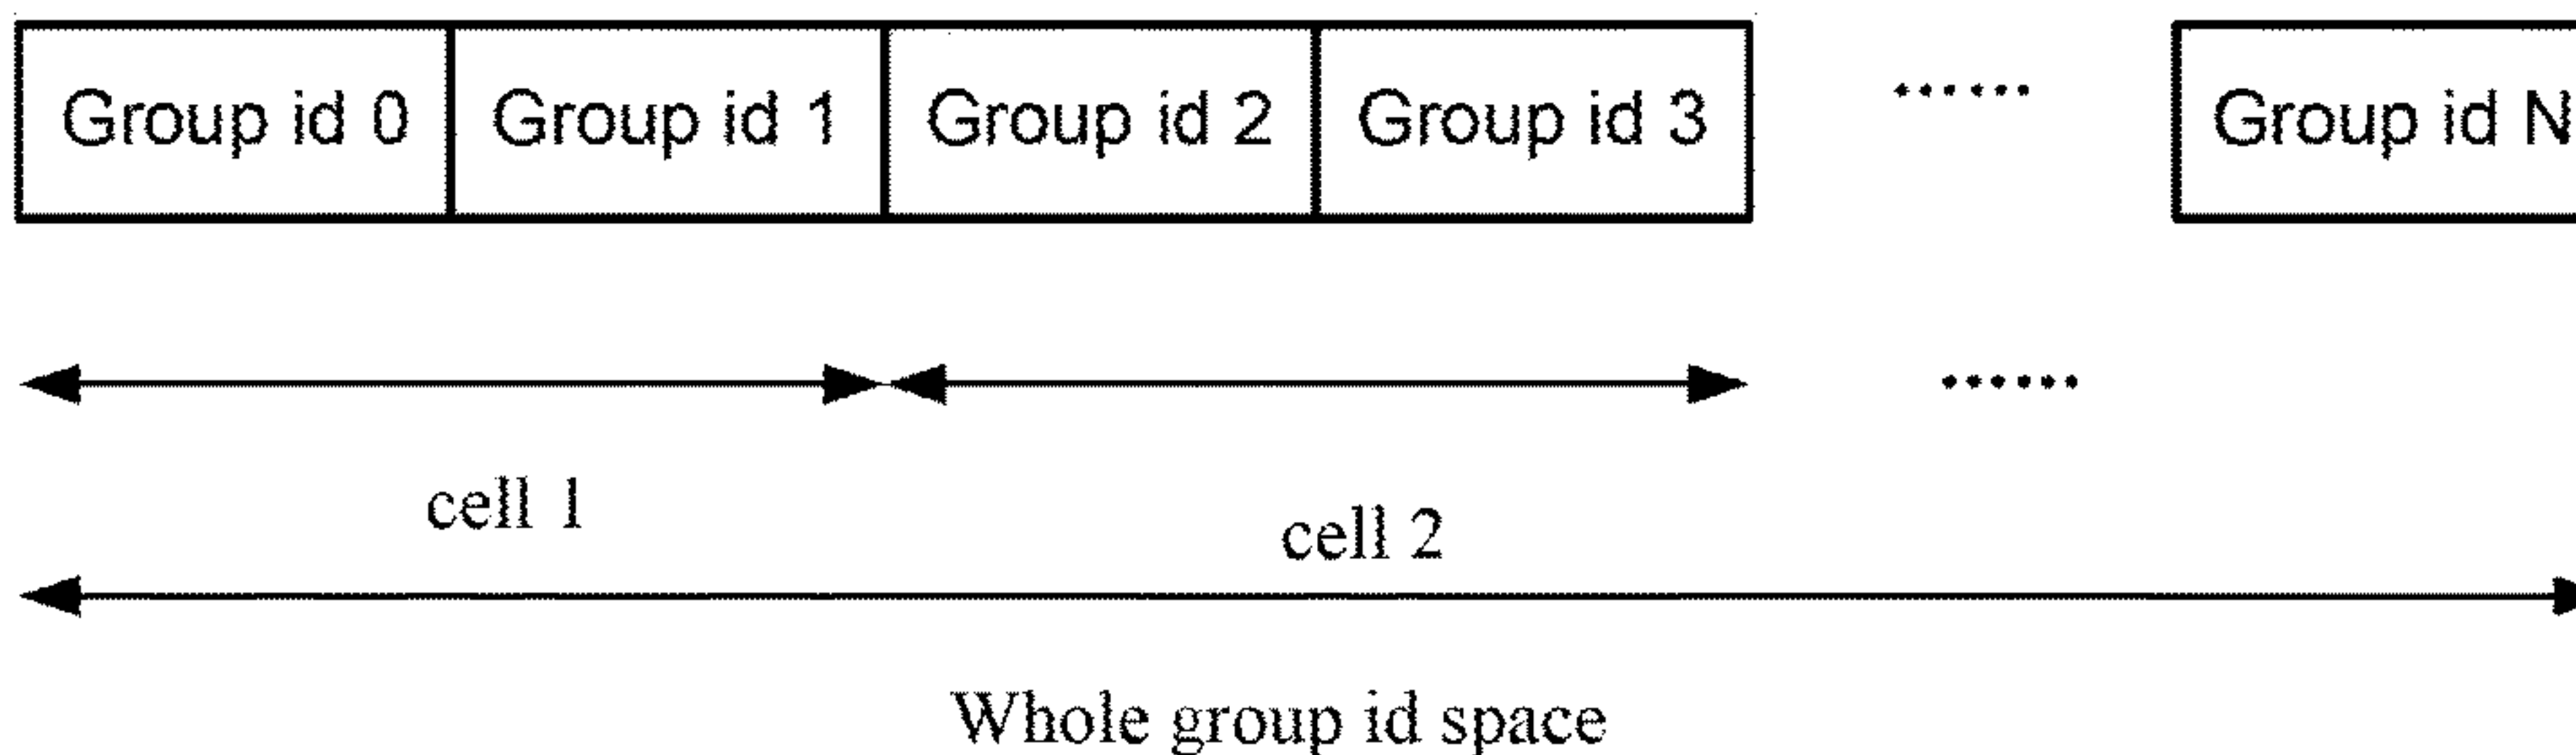 Group id 0 Group id 1 Group id 2 Group id 3 ...... Group id N
......
cell 1
cell 2
Whole group id space